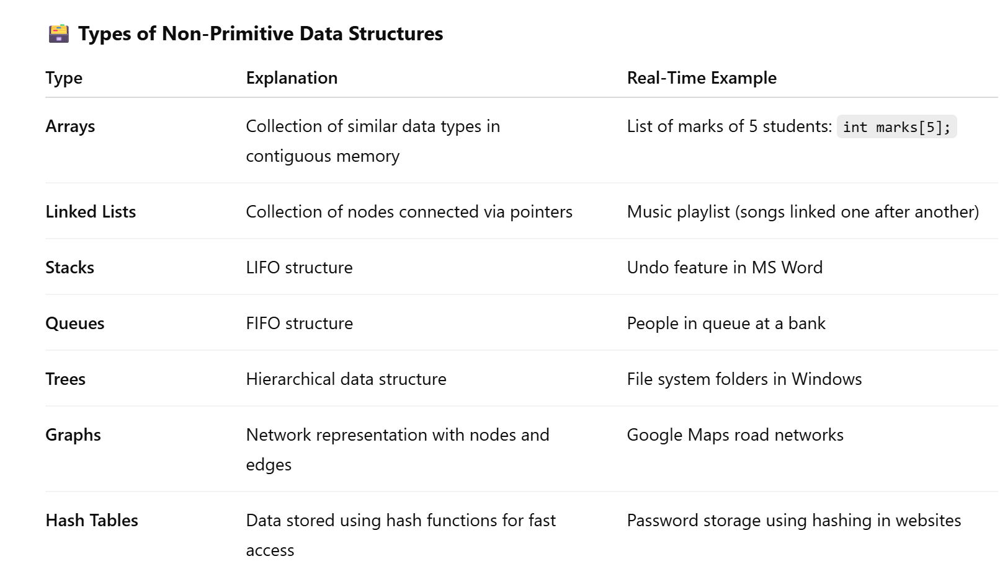 Types of Non-Primitive Data Structures
Type Explanation Real-Time Example
Arrays Collection of similar data types in List of marks of 5 students: int marks[5];
contiguous memory
Linked Lists Collection of nodes connected via pointers Music playlist (songs linked one after another)
Stacks LIFO structure Undo feature in MS Word
Queues FIFO structure People in queue at a bank
Trees Hierarchical data structure File system folders in Windows
Graphs Network representation with nodes and Google Maps road networks
edges
Hash Tables Data stored using hash functions for fast Password storage using hashing in websites
access